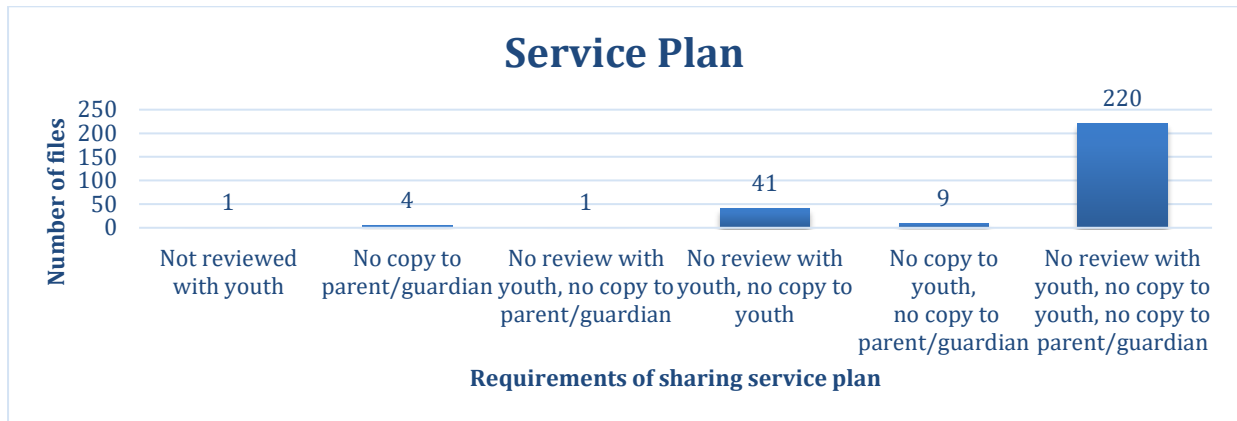 Service Plan
Number of files
250
200
150
100
50
0
1
4
1
41
9
220
Not reviewed
with youth
No copy to
parent/guardian
No review with
youth, no copy to
parent/guardian
No review with
youth, no copy to
youth
No copy to
youth,
no copy to
parent/guardian
No review with
youth, no copy to
youth, no copy to
parent/guardian
Requirements of sharing service plan